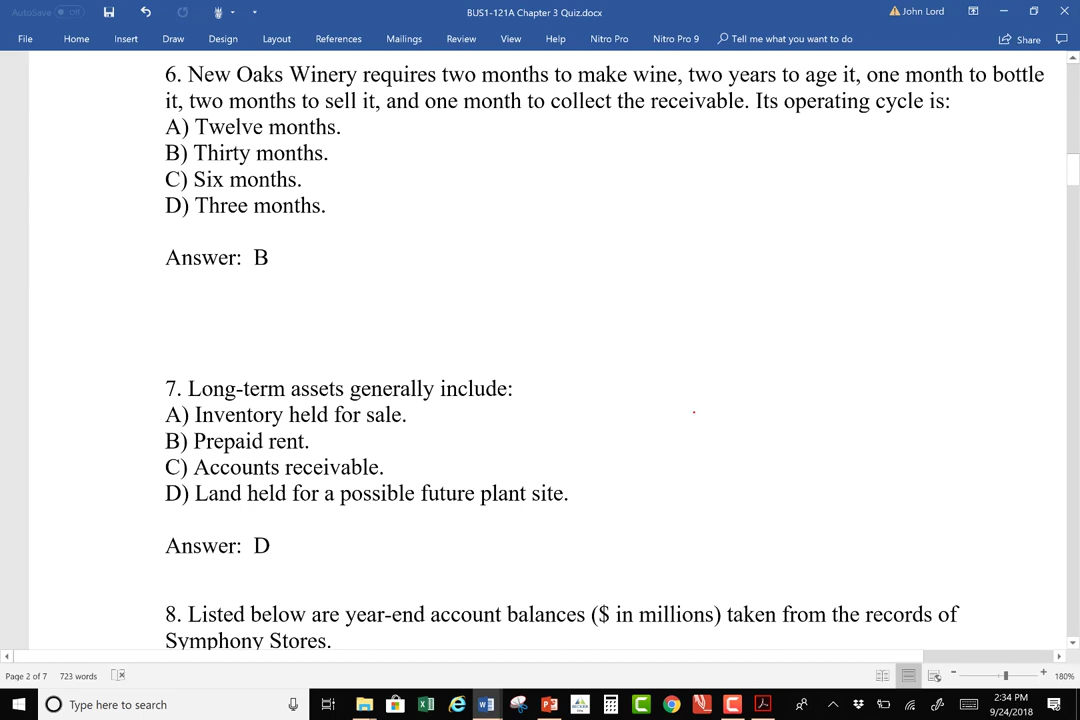 AutoSave Off
BUS1-121A Chapter 3 Quiz.docx
John Lord
File Home Insert Draw Design Layout References Mailings Review View Help Nitro Pro Nitro Pro 9 Tell me what you want to do Share
6. New Oaks Winery requires two months to make wine, two years to age it, one month to bottle
it, two months to sell it, and one month to collect the receivable. Its operating cycle is:
A) Twelve months.
B) Thirty months.
C) Six months.
D) Three months.
Answer: B
7. Long-term assets generally include:
A) Inventory held for sale.
B) Prepaid rent.
C) Accounts receivable.
D) Land held for a possible future plant site.
Answer: D
8. Listed below are year-end account balances ($ in millions) taken from the records of
Symphony Stores.
Page 2 of 7 723 words 180%
Type here to search
2:34 PM
9/24/2018